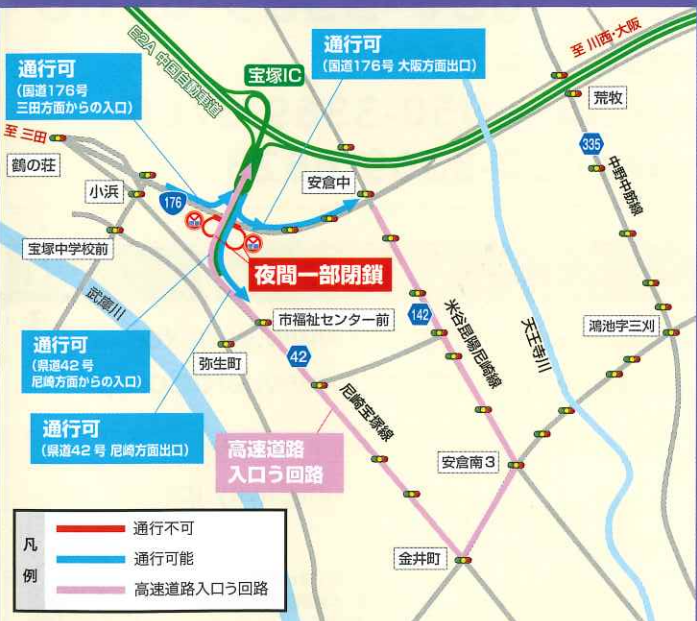 E2A 中国自動車道
通行可
(国道176号
三田方面からの入口)
宝塚IC
通行可
(国道176号 大阪方面出口)
至 川西・大阪
荒牧
335
中野中筋線
至 三田
鶴の荘
小浜
176
安倉中
宝塚中学校前
夜間一部閉鎖
武庫川
市福祉センター前
142
米谷昆陽尼崎線
天王寺川
鴻池字三刈
通行可
(県道42号
尼崎方面からの入口)
弥生町
42
尼崎宝塚線
通行可
(県道42号 尼崎方面出口)
高速道路
入口う回路
安倉南3
金井町
凡例
通行不可
通行可能
高速道路入口う回路